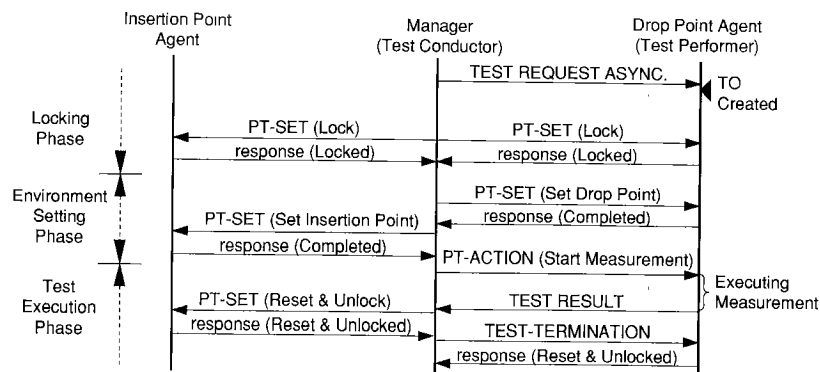 Insertion Point
Agent
Manager
(Test Conductor)
Drop Point Agent
(Test Performer)
TEST REQUEST ASYNC.
TO
Created
Locking
Phase
PT-SET (Lock)
PT-SET (Lock)
response (Locked)
response (Locked)
Environment
Setting
Phase
PT-SET (Set Drop Point)
response (Completed)
PT-SET (Set Insertion Point)
response (Completed)
PT-ACTION (Start Measurement)
Executing
Measurement
Test
Execution
Phase
PT-SET (Reset & Unlock)
TEST RESULT
response (Reset & Unlocked)
TEST-TERMINATION
response (Reset & Unlocked)